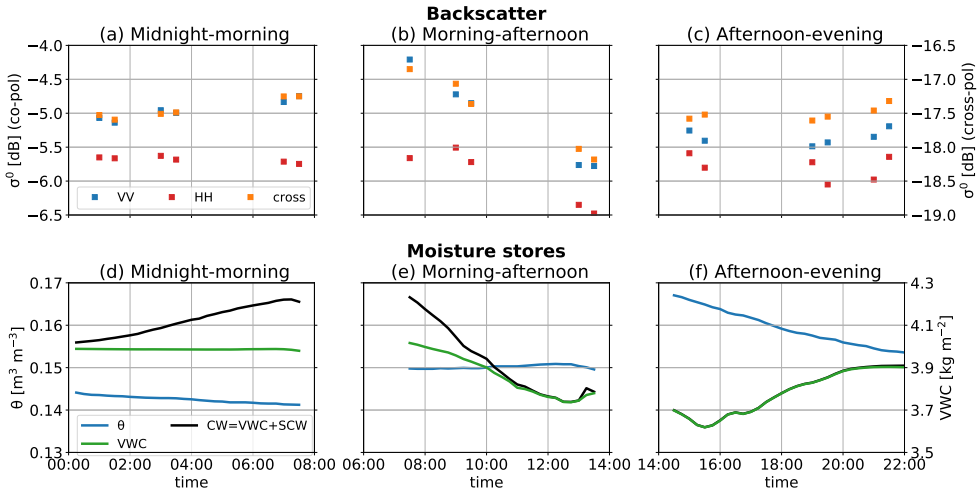 Backscatter
(a) Midnight-morning
(b) Morning-afternoon
(c) Afternoon-evening
σ⁰ [dB] (co-pol)
−4.0
−4.5
−5.0
−5.5
−6.0
−6.5
VV
HH
cross
−16.5
−17.0
−17.5
−18.0
−18.5
−19.0
σ⁰ [dB] (cross-pol)
Moisture stores
(d) Midnight-morning
(e) Morning-afternoon
(f) Afternoon-evening
θ [m³ m⁻³]
0.17
0.16
0.15
0.14
0.13
θ
VWC
CW=VWC+SCW
4.3
4.1
3.9
3.7
3.5
VWC [kg m⁻²]
00:00 02:00 04:00 06:00 08:00
06:00 08:00 10:00 12:00 14:00
14:00 16:00 18:00 20:00 22:00
time
time
time